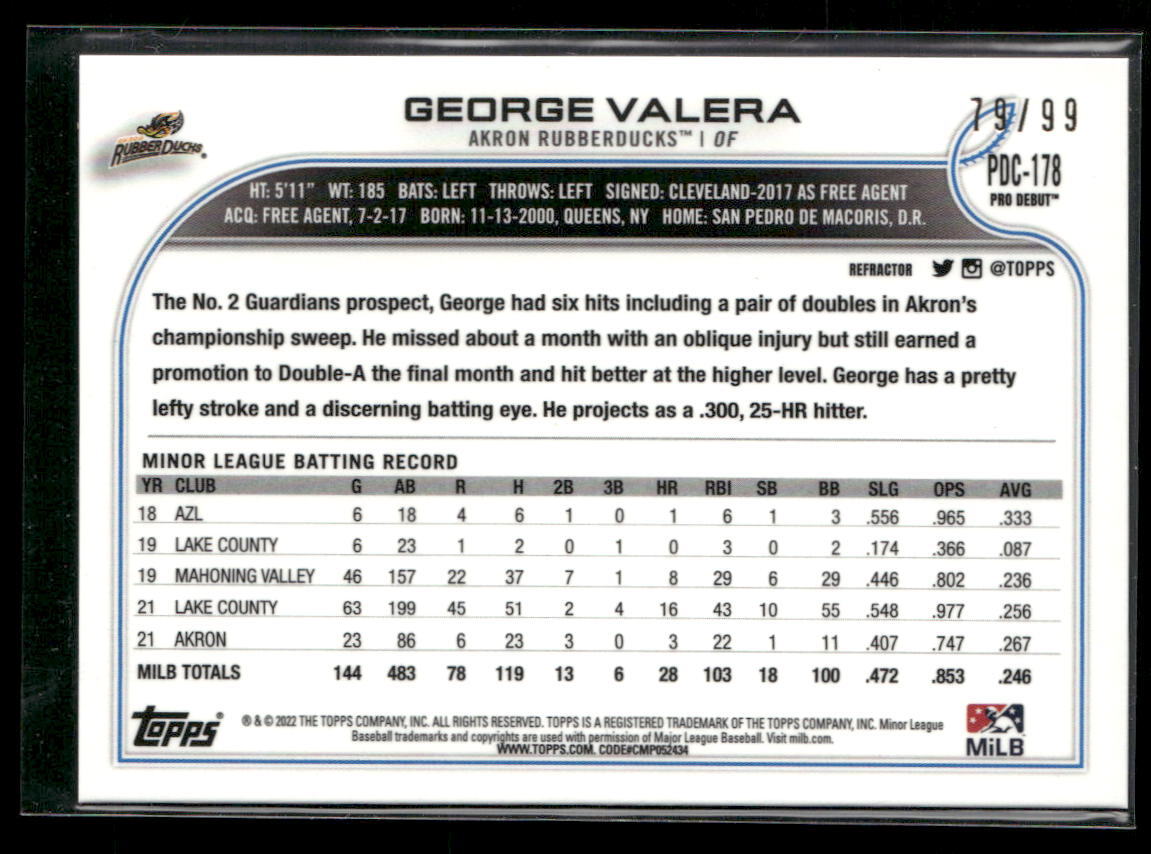 GEORGE VALERA
AKRON RUBBERDUCKS™ | OF
RUBBERDUCKS
79/99
PDC-178
PRO DEBUT™
HT: 5'11" WT: 185 BATS: LEFT THROWS: LEFT SIGNED: CLEVELAND-2017 AS FREE AGENT
ACQ: FREE AGENT, 7-2-17 BORN: 11-13-2000, QUEENS, NY HOME: SAN PEDRO DE MACORIS, D.R.
REFRACTOR @TOPPS
The No. 2 Guardians prospect, George had six hits including a pair of doubles in Akron's
championship sweep. He missed about a month with an oblique injury but still earned a
promotion to Double-A the final month and hit better at the higher level. George has a pretty
lefty stroke and a discerning batting eye. He projects as a .300, 25-HR hitter.
MINOR LEAGUE BATTING RECORD
YR CLUB G AB R H 2B 3B HR RBI SB BB SLG OPS AVG
18 AZL 6 18 4 6 1 0 1 6 1 3 .556 .965 .333
19 LAKE COUNTY 6 23 1 2 0 1 0 3 0 2 .174 .366 .087
19 MAHONING VALLEY 46 157 22 37 7 1 8 29 6 29 .446 .802 .236
21 LAKE COUNTY 63 199 45 51 2 4 16 43 10 55 .548 .977 .256
21 AKRON 23 86 6 23 3 0 3 22 1 11 .407 .747 .267
MILB TOTALS 144 483 78 119 13 6 28 103 18 100 .472 .853 .246
TOPPS®
® & © 2022 THE TOPPS COMPANY, INC. ALL RIGHTS RESERVED. TOPPS IS A REGISTERED TRADEMARK OF THE TOPPS COMPANY, INC. Minor League
Baseball trademarks and copyrights are used with permission of Major League Baseball. Visit milb.com.
WWW.TOPPS.COM. CODE#CMP052434
MiLB